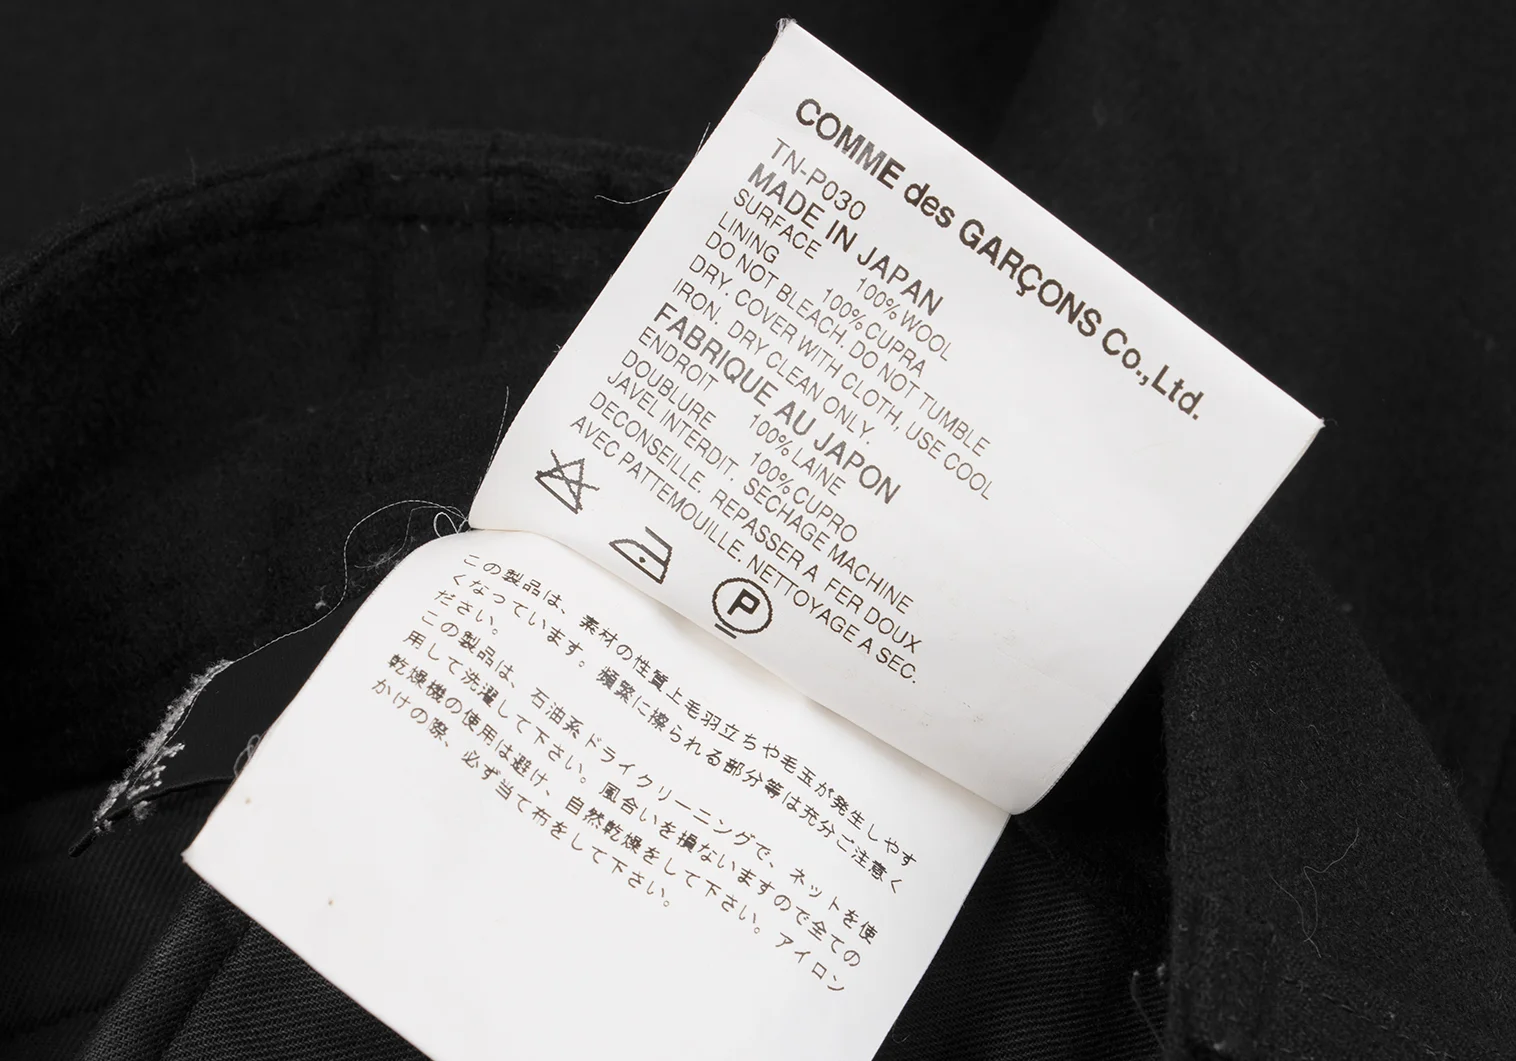 COMME des GARÇONS Co.,Ltd.
TN-P030
MADE IN JAPAN
SURFACE 100% WOOL
LINING 100% CUPRA
DO NOT BLEACH, DO NOT TUMBLE
DRY. COVER WITH CLOTH, USE COOL
IRON. DRY CLEAN ONLY.
FABRIQUE AU JAPON
ENDROIT 100% LAINE
DOUBLURE 100% CUPRO
JAVEL INTERDIT. SECHAGE MACHINE
DECONSEILLE. REPASSER A FER DOUX
AVEC PATTEMOUILLE. NETTOYAGE A SEC.
P
この製品は、素材の性質上毛羽立ちや毛玉が発生しやす
くなっています。頻繁に擦られる部分等は充分ご注意く
ださい。
この製品は、石油系ドライクリーニングで、ネットを使
用して洗濯して下さい。風合いを損ないますので全ての
乾燥機の使用は避け、自然乾燥をして下さい。アイロン
かけの際、必ず当て布をして下さい。